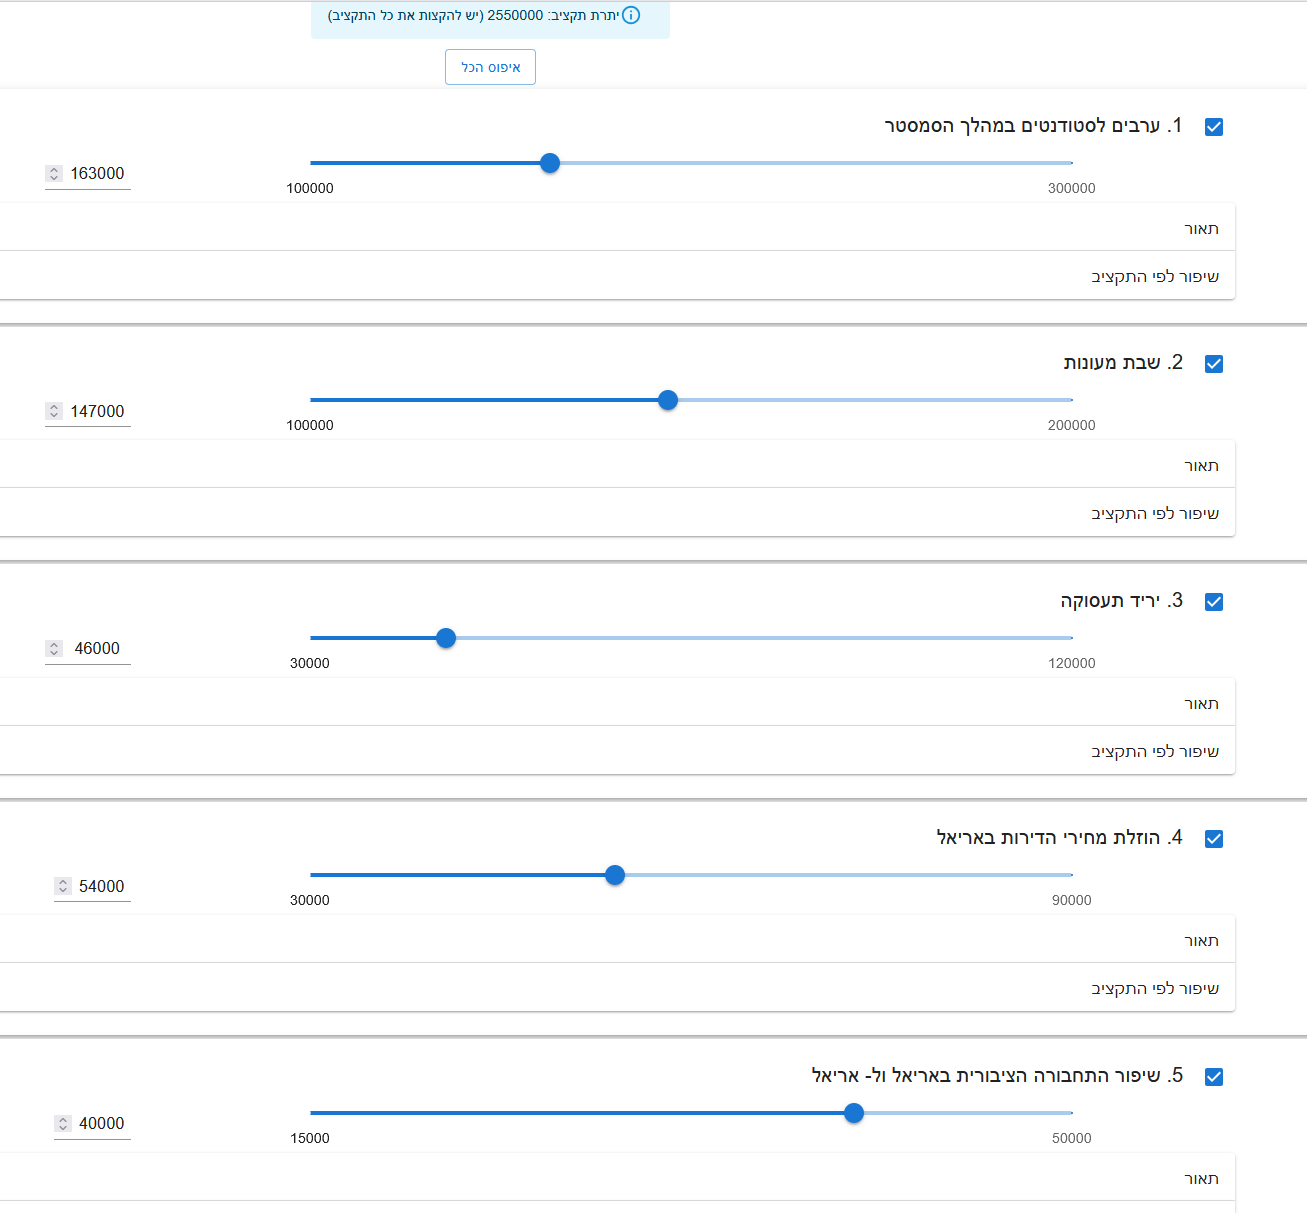 יתרת תקציב: 2550000 (יש להקצות את כל התקציב)
איפוס הכל
1. ערבים לסטודנטים במהלך הסמסטר
163000
100000 300000
תאור
שיפור לפי התקציב
2. שבת מעונות
147000
100000 200000
תאור
שיפור לפי התקציב
3. יריד תעסוקה
46000
30000 120000
תאור
שיפור לפי התקציב
4. הוזלת מחירי הדירות באריאל
54000
30000 90000
תאור
שיפור לפי התקציב
5. שיפור התחבורה הציבורית באריאל ול- אריאל
40000
15000 50000
תאור